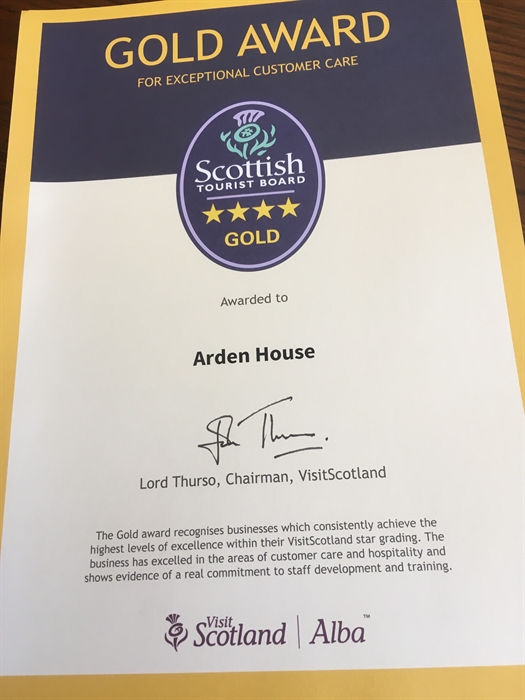 GOLD AWARD
FOR EXCEPTIONAL CUSTOMER CARE
Scottish
TOURIST BOARD
GOLD
Awarded to
Arden House
Lord Thurso, Chairman, VisitScotland
The Gold award recognises businesses which consistently achieve the
highest levels of excellence within their VisitScotland star grading. The
business has excelled in the areas of customer care and hospitality and
shows evidence of a real commitment to staff development and training.
Visit
Scotland | Alba™